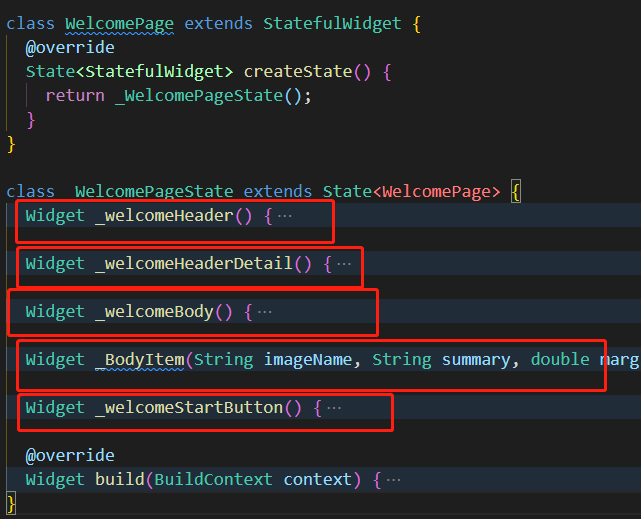 class WelcomePage extends StatefulWidget {
@override
State<StatefulWidget> createState() {
return _WelcomePageState();
}
}
class _WelcomePageState extends State<WelcomePage> {
Widget _welcomeHeader() {···
Widget _welcomeHeaderDetail() {···
Widget _welcomeBody() {···
Widget _BodyItem(String imageName, String summary, double marg
Widget _welcomeStartButton() {···
@override
Widget build(BuildContext context) {···
}